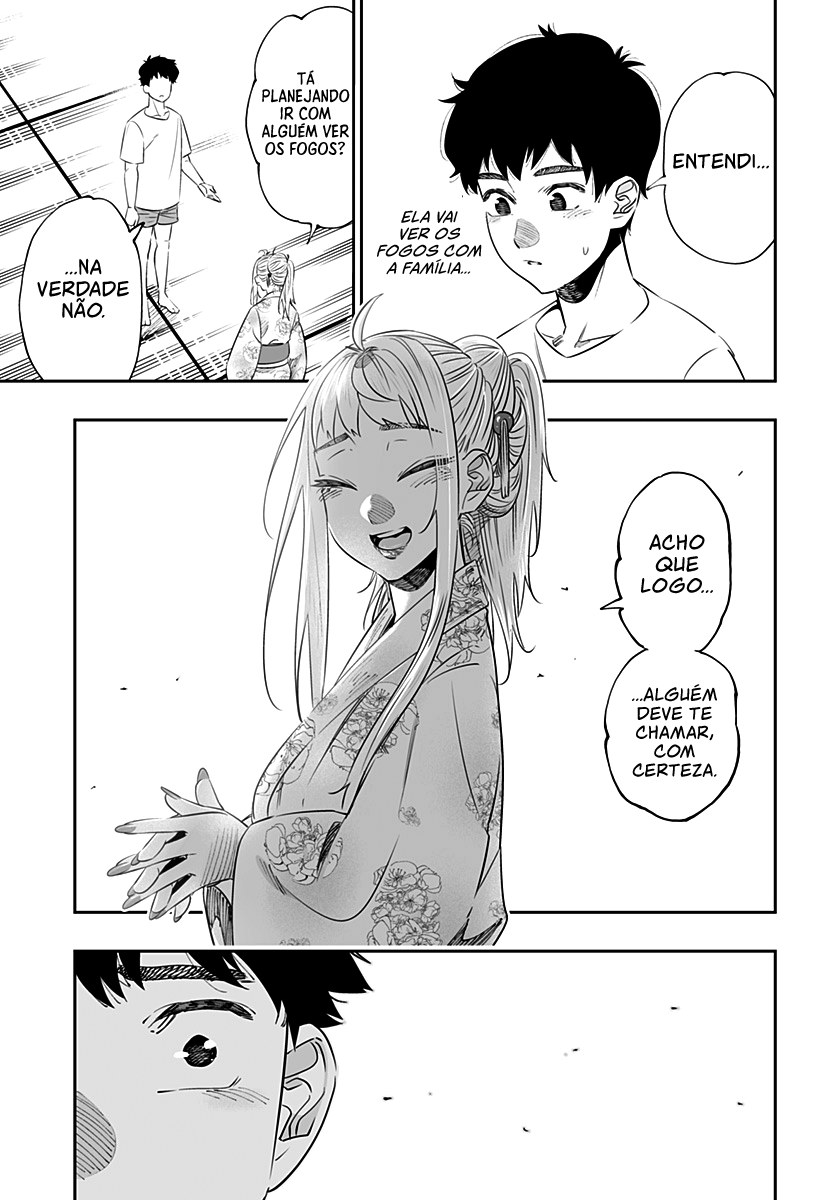 ENTENDI...
ELA VAI
VER OS
FOGOS COM
A FAMÍLIA...
TÁ
PLANEJANDO
IR COM
ALGUÉM VER
OS FOGOS?
...NA
VERDADE
NÃO.
ACHO
QUE
LOGO...
...ALGUÉM
DEVE TE
CHAMAR,
COM
CERTEZA.